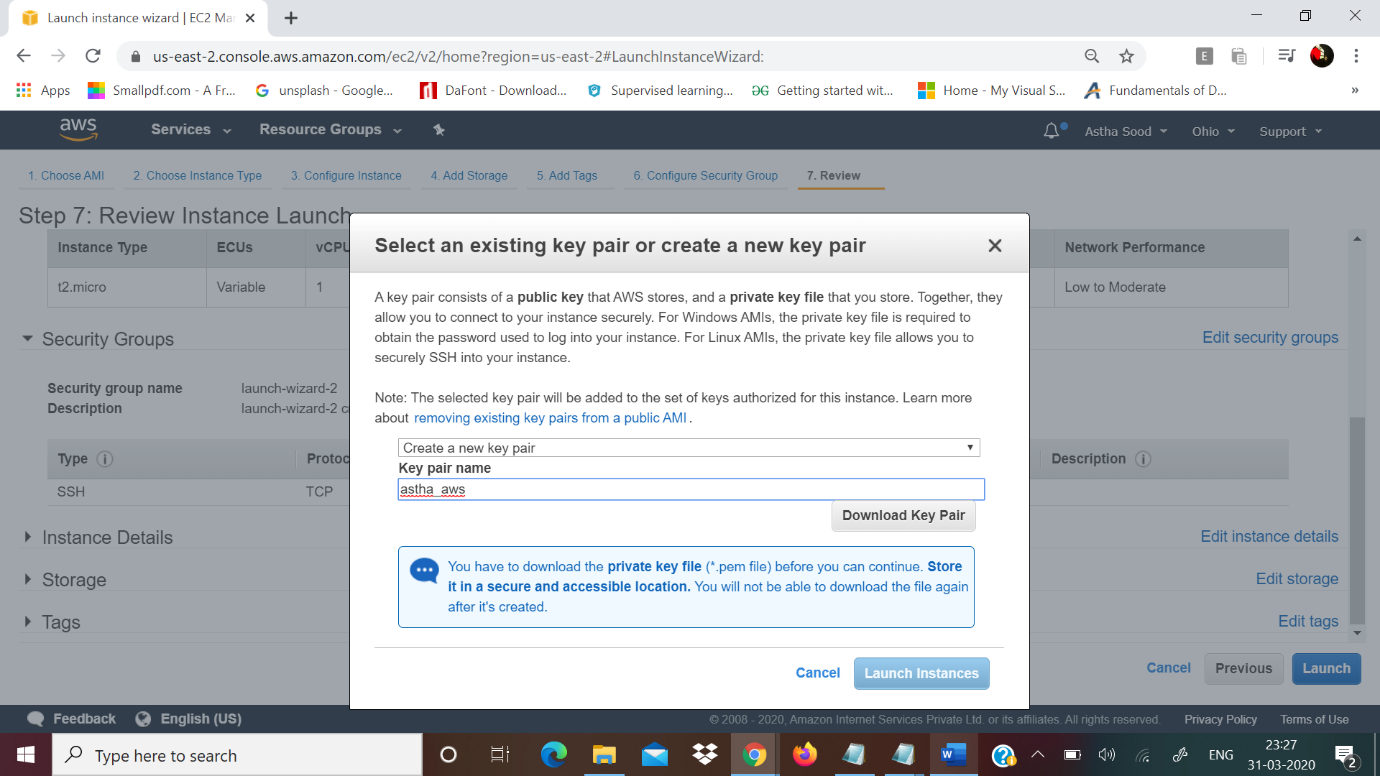 Launch instance wizard | EC2 Ma
us-east-2.console.aws.amazon.com/ec2/v2/home?region=us-east-2#LaunchInstanceWizard:
E
Apps Smallpdf.com - A Fr... unsplash - Google... DaFont - Download... Supervised learning... Getting started wit... Home - My Visual S... Fundamentals of D... »
aws Services Resource Groups Astha Sood Ohio Support
1. Choose AMI 2. Choose Instance Type 3. Configure Instance 4. Add Storage 5. Add Tags 6. Configure Security Group 7. Review
Step 7: Review Instance Launch
Instance Type ECUs vCPU Network Performance
t2.micro Variable 1 Low to Moderate
Security Groups Edit security groups
Security group name launch-wizard-2
Description launch-wizard-2 c
Type Protoc Description
SSH TCP
Instance Details Edit instance details
Storage Edit storage
Tags Edit tags
Cancel Previous Launch
Select an existing key pair or create a new key pair
A key pair consists of a public key that AWS stores, and a private key file that you store. Together, they
allow you to connect to your instance securely. For Windows AMIs, the private key file is required to
obtain the password used to log into your instance. For Linux AMIs, the private key file allows you to
securely SSH into your instance.
Note: The selected key pair will be added to the set of keys authorized for this instance. Learn more
about removing existing key pairs from a public AMI.
Create a new key pair
Key pair name
astha_aws
Download Key Pair
You have to download the private key file (*.pem file) before you can continue. Store
it in a secure and accessible location. You will not be able to download the file again
after it's created.
Cancel Launch Instances
Feedback English (US) © 2008 - 2020, Amazon Internet Services Private Ltd. or its affiliates. All rights reserved. Privacy Policy Terms of Use
Type here to search ENG 23:27
31-03-2020 2